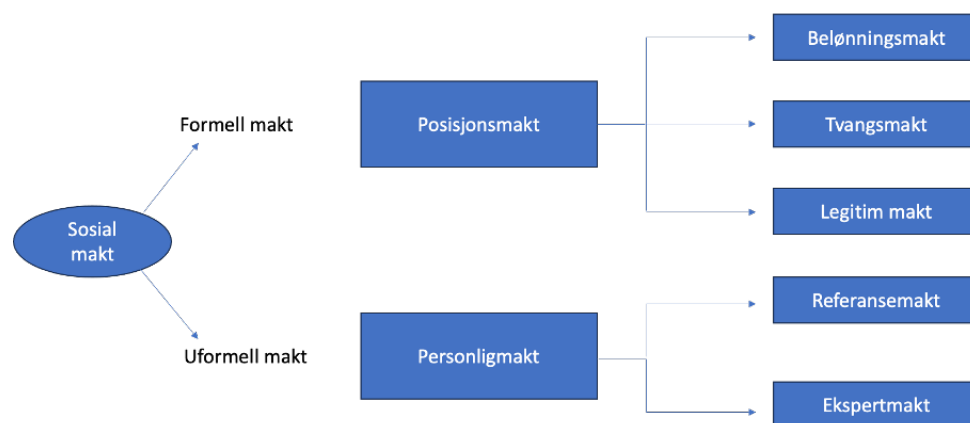 Sosial
makt
Formell makt
Posisjonsmakt
Belønningsmakt
Tvangsmakt
Legitim makt
Uformell makt
Personligmakt
Referansemakt
Ekspertmakt